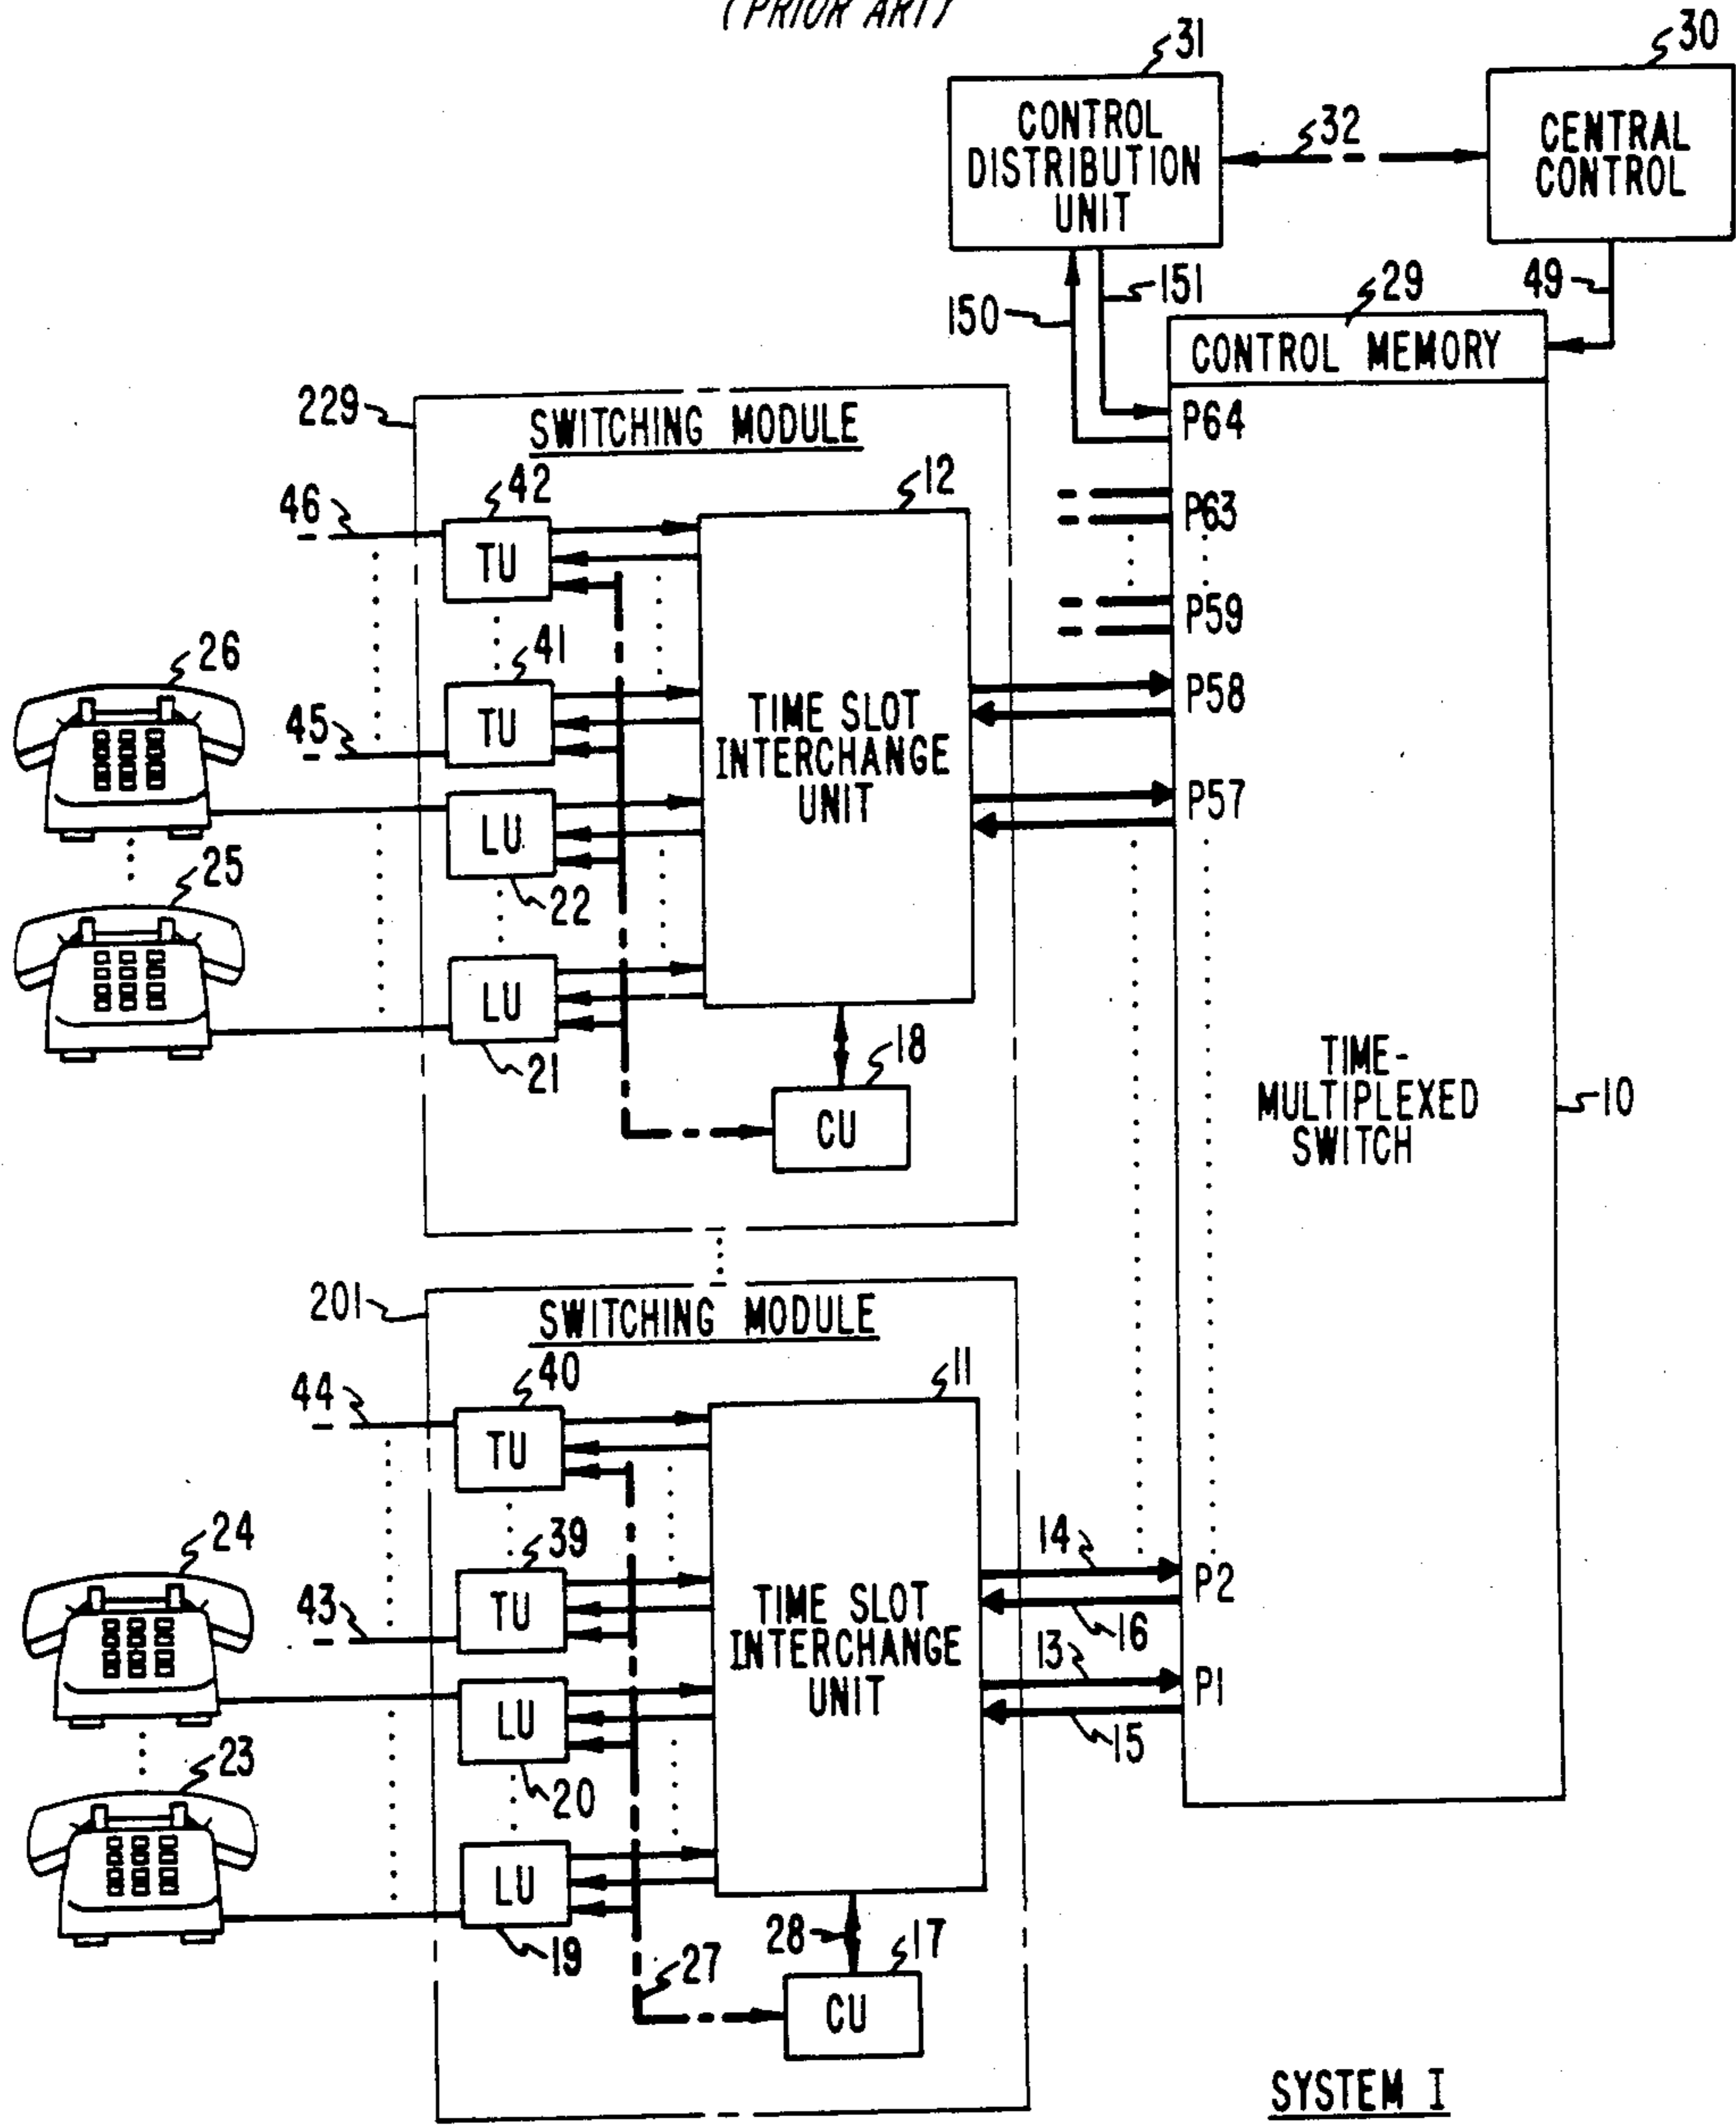 (PRIOR ART)
31
30
CONTROL
DISTRIBUTION
UNIT
32
CENTRAL
CONTROL
150
151
29
49
CONTROL MEMORY
P64
P63
P59
P58
P57
P2
P1
TIME-
MULTIPLEXED
SWITCH
10
229
SWITCHING MODULE
46
42
TU
12
41
TU
45
26
LU
22
25
LU
21
TIME SLOT
INTERCHANGE
UNIT
18
CU
201
SWITCHING MODULE
44
40
TU
11
39
TU
43
24
LU
20
23
LU
19
TIME SLOT
INTERCHANGE
UNIT
14
16
13
15
28
17
27
CU
SYSTEM I